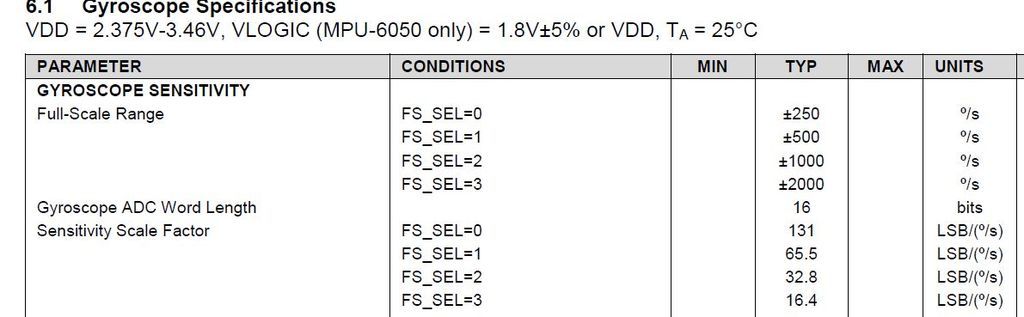 6.1 Gyroscope Specifications
VDD = 2.375V-3.46V, VLOGIC (MPU-6050 only) = 1.8V±5% or VDD, TA = 25°C
PARAMETER CONDITIONS MIN TYP MAX UNITS
GYROSCOPE SENSITIVITY
Full-Scale Range FS_SEL=0 ±250 º/s
FS_SEL=1 ±500 º/s
FS_SEL=2 ±1000 º/s
FS_SEL=3 ±2000 º/s
Gyroscope ADC Word Length 16 bits
Sensitivity Scale Factor FS_SEL=0 131 LSB/(º/s)
FS_SEL=1 65.5 LSB/(º/s)
FS_SEL=2 32.8 LSB/(º/s)
FS_SEL=3 16.4 LSB/(º/s)